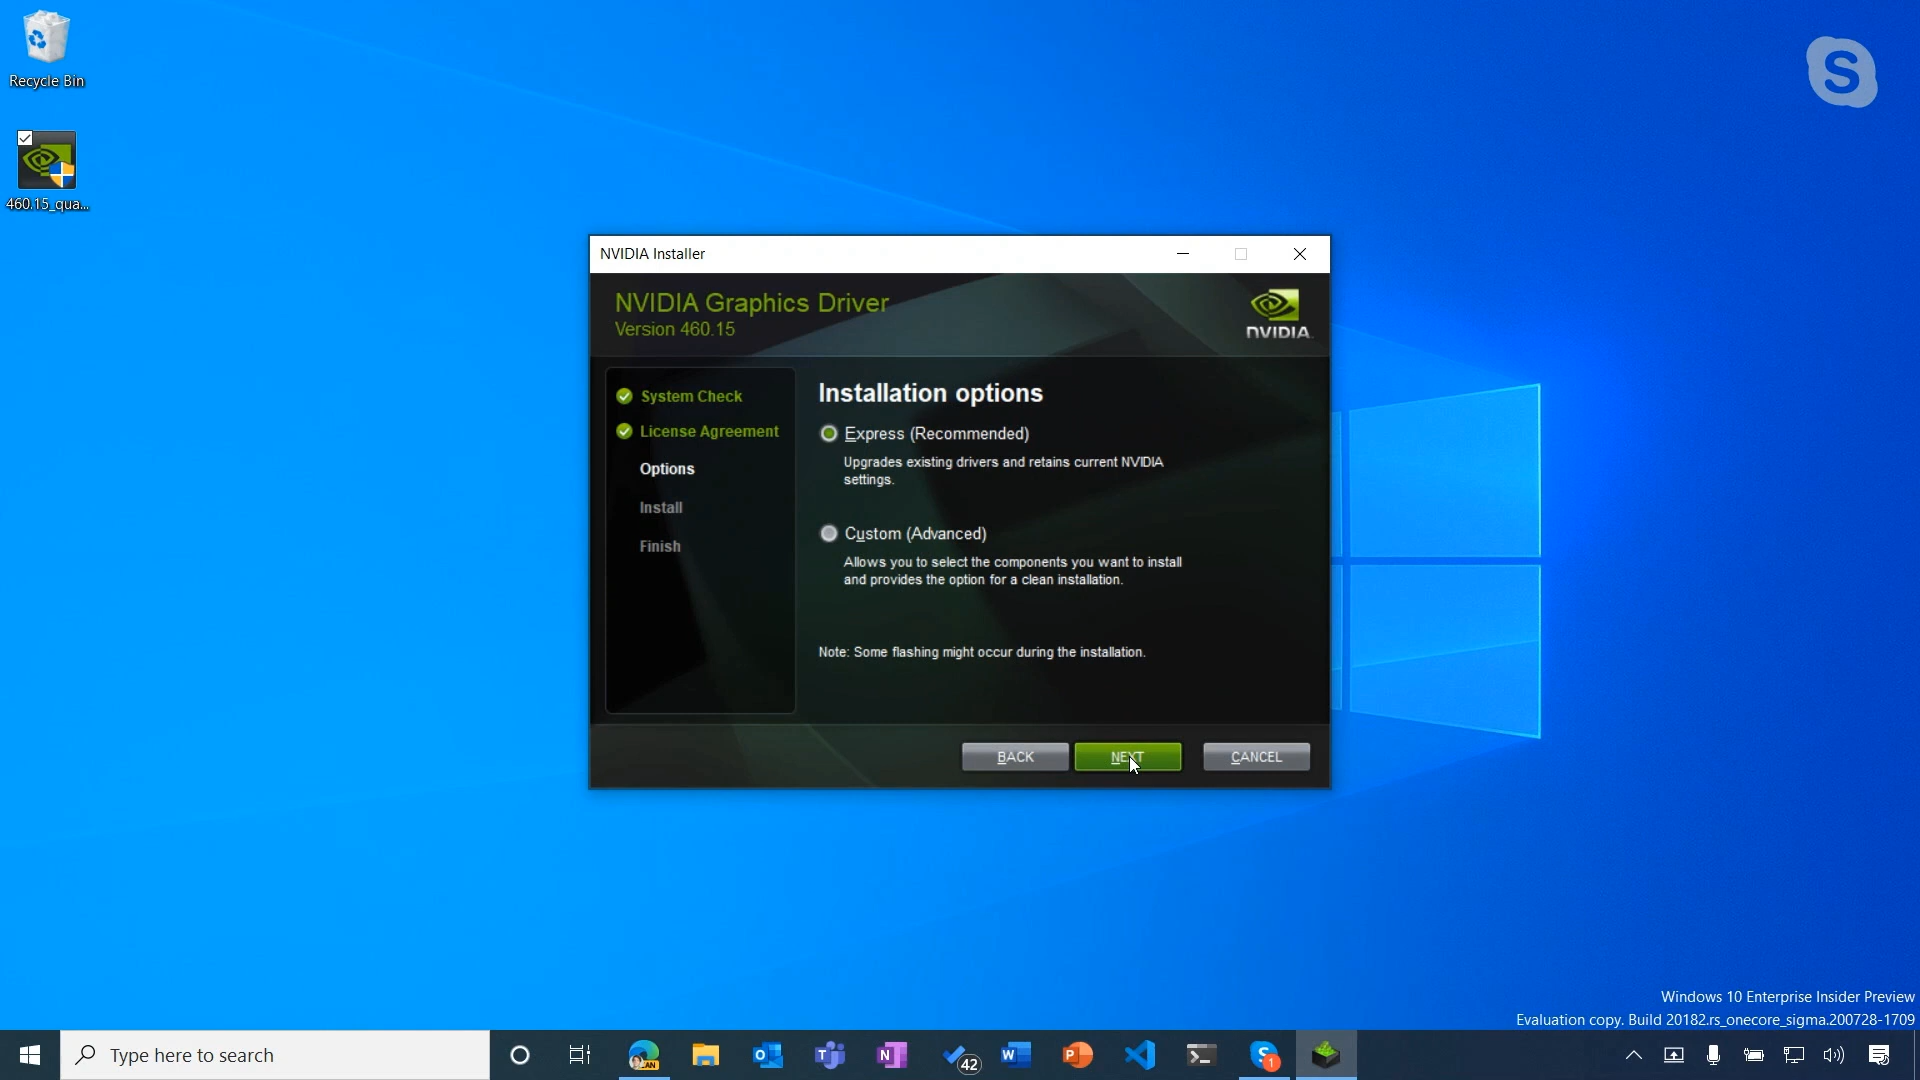 Recycle Bin
460.15_qua...
NVIDIA Installer
NVIDIA Graphics Driver
Version 460.15
NVIDIA
System Check
License Agreement
Options
Install
Finish
Installation options
Express (Recommended)
Upgrades existing drivers and retains current NVIDIA
settings.
Custom (Advanced)
Allows you to select the components you want to install
and provides the option for a clean installation.
Note: Some flashing might occur during the installation.
BACK
NEXT
CANCEL
Windows 10 Enterprise Insider Preview
Evaluation copy. Build 20182.rs_onecore_sigma.200728-1709
Type here to search
CAN
42
1